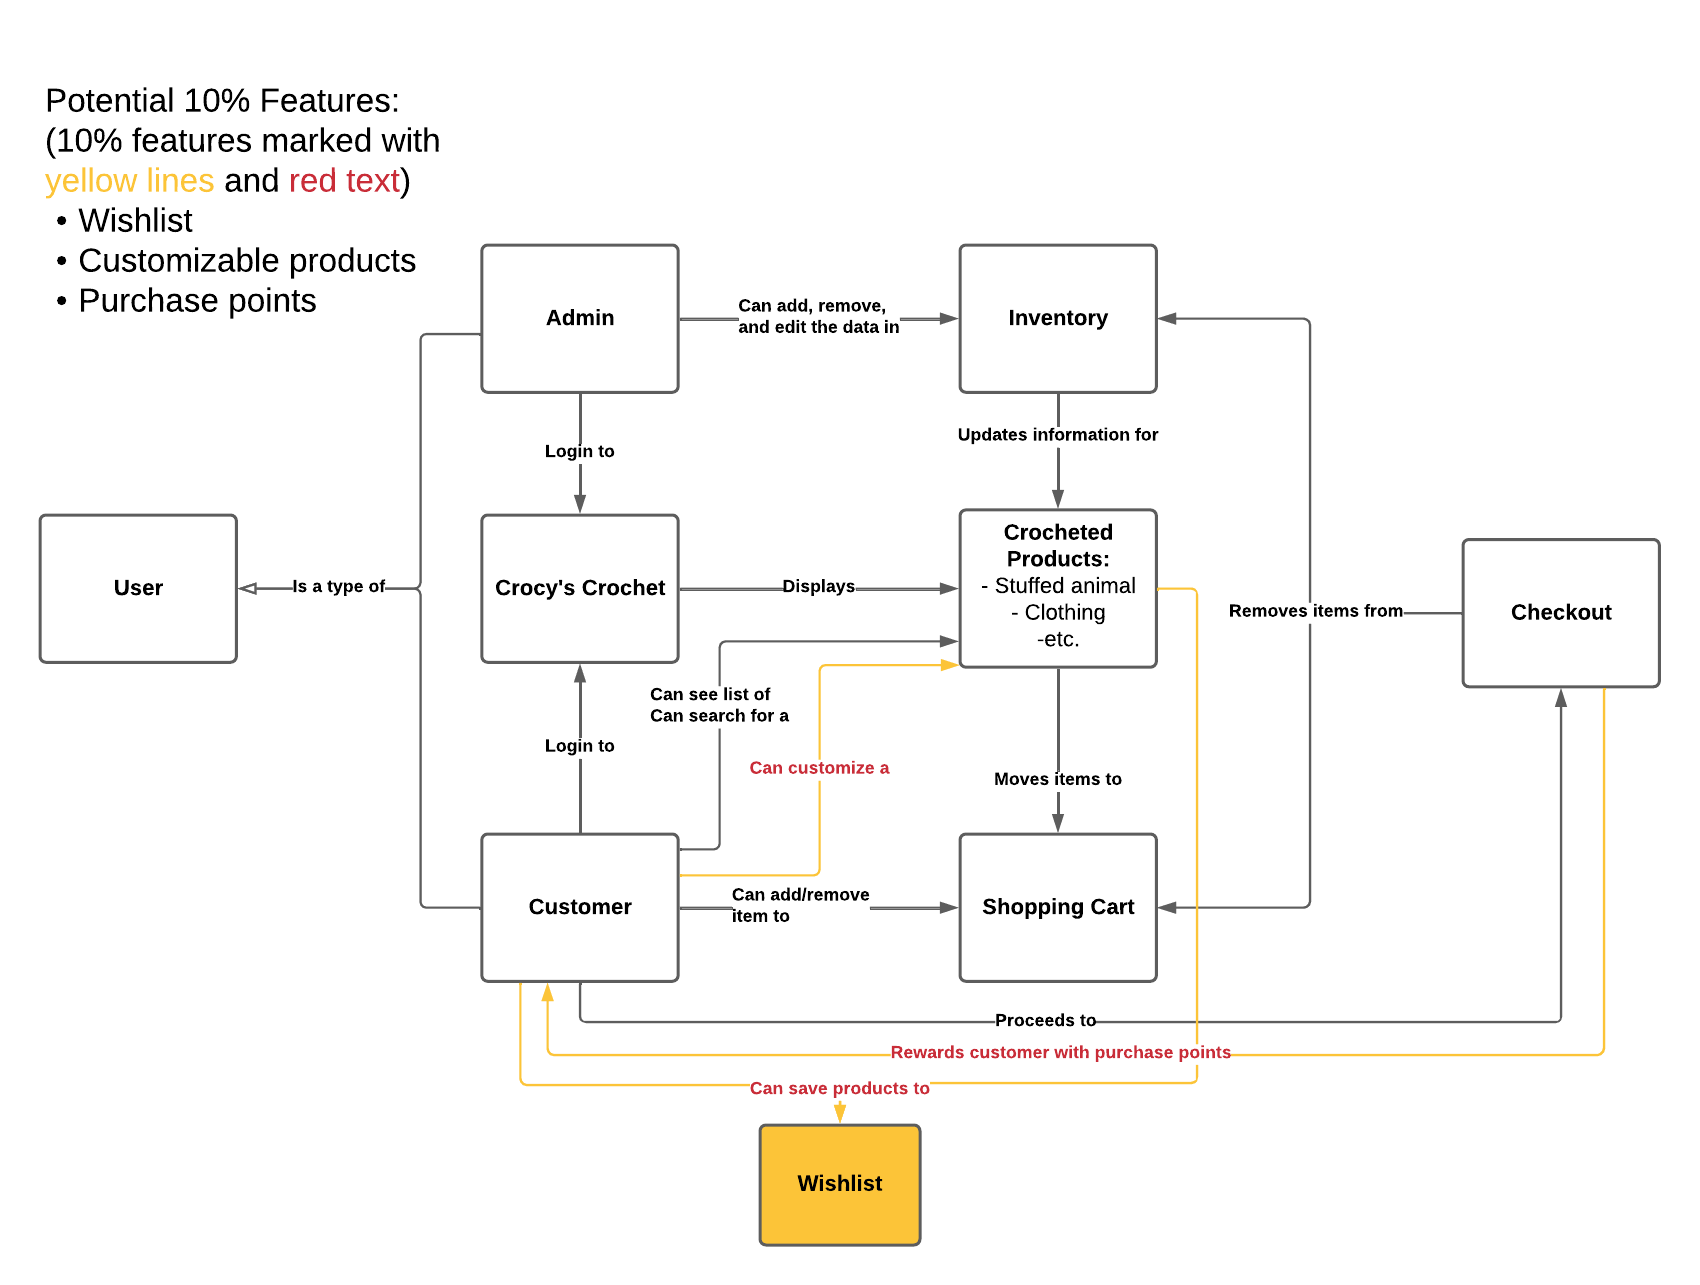 Potential 10% Features:
(10% features marked with
yellow lines and red text)
• Wishlist
• Customizable products
• Purchase points
Admin
Can add, remove,
and edit the data in
Inventory
Login to
Updates information for
User
Is a type of
Crocy's Crochet
Displays
Crocheted
Products:
- Stuffed animal
- Clothing
-etc.
Removes items from
Checkout
Can see list of
Can search for a
Login to
Can customize a
Moves items to
Customer
Can add/remove
item to
Shopping Cart
Proceeds to
Rewards customer with purchase points
Can save products to
Wishlist